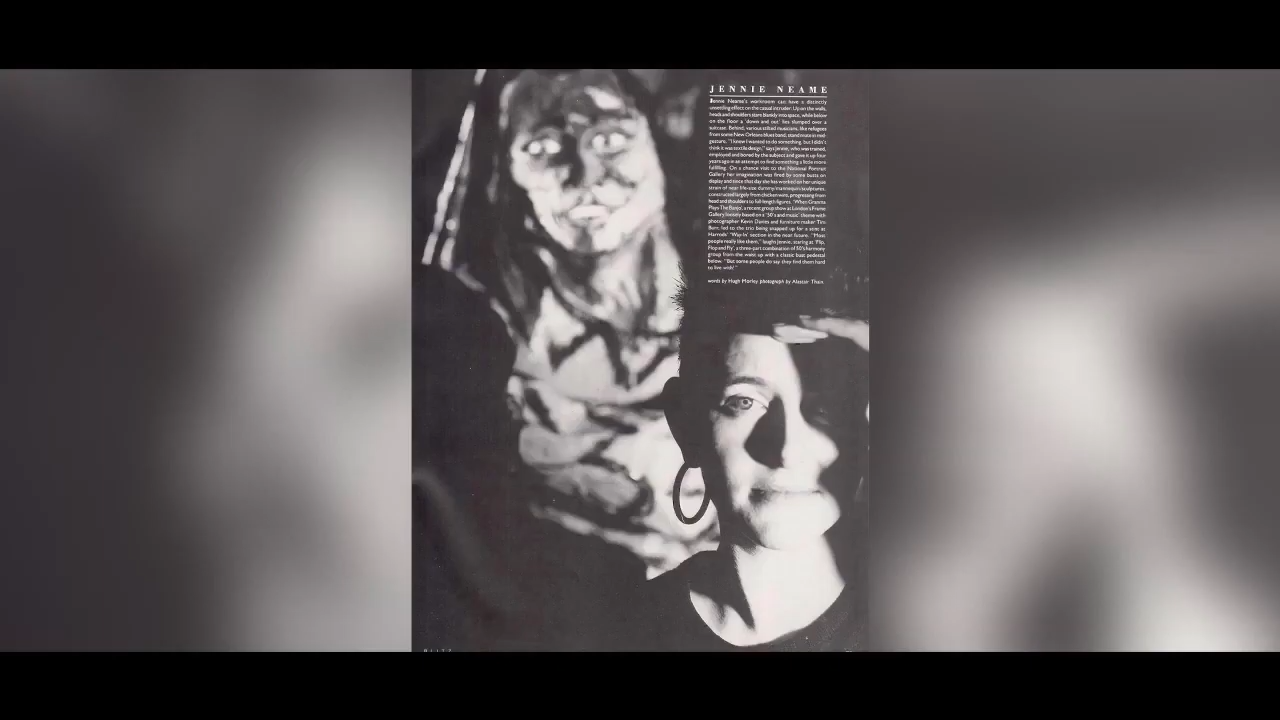 JENNIE NEAME
Jennie Neame's workroom can have a distinctly
unsettling effect on the casual intruder: Up on the walls,
heads and shoulders stare blankly into space, while below
on the floor a 'down and out' lies slumped over a
suitcase. Behind, various stilted musicians, like refugees
from some New Orleans blues band, stand mute in mid-
gesture. "I knew I wanted to do something, but I didn't
think it was textile design," says Jennie, who was trained,
employed and bored by the subject and gave it up four
years ago in an attempt to find something a little more
fulfilling. On a chance visit to the National Portrait
Gallery her imagination was fired by some busts on
display and since that day she has worked on her unique
strain of near life-size dummy/mannequin/sculptures,
constructed largely from chicken wire, progressing from
head and shoulders to full-length figures. 'When Granma
Plays The Banjo', a recent group show at London's Frame
Gallery loosely based on a '50's and music' theme with
photographer Kevin Davies and furniture maker Tim
Burr, led to the trio being snapped up for a stint at
Harrods' 'Way-In' section in the near future. "Most
people really like them," laughs Jennie, staring at 'Flip,
Flop and Fly', a three-part combination of 50's harmony
group from the waist up with a classic bust pedestal
below. "But some people do say they find them hard
to live with!"
words by Hugh Morley photograph by Alastair Thain.